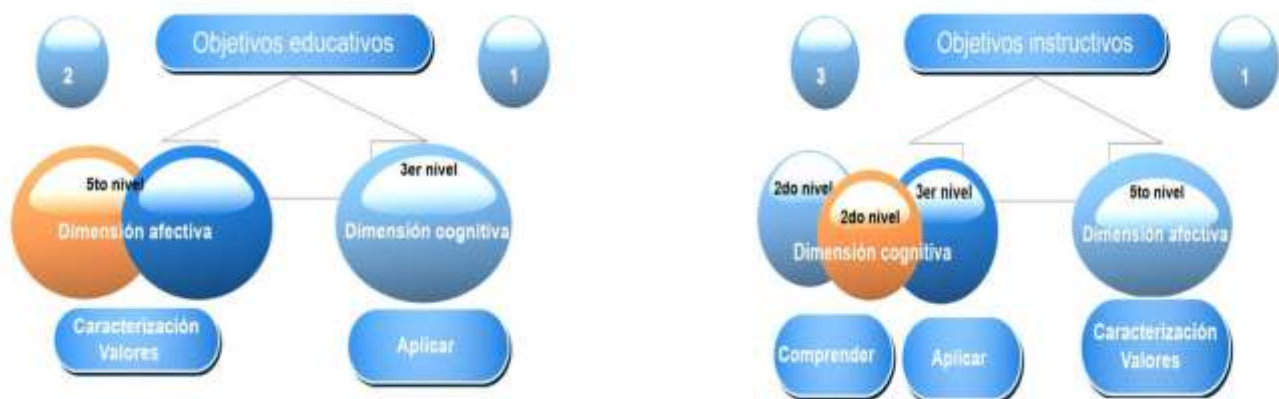 Objetivos educativos
2
1
5to nivel
3er nivel
Dimensión afectiva
Dimensión cognitiva
Caracterización
Valores
Aplicar
Objetivos instructivos
3
1
2do nivel
2do nivel
3er nivel
5to nivel
Dimensión cognitiva
Dimensión afectiva
Comprender
Aplicar
Caracterización
Valores